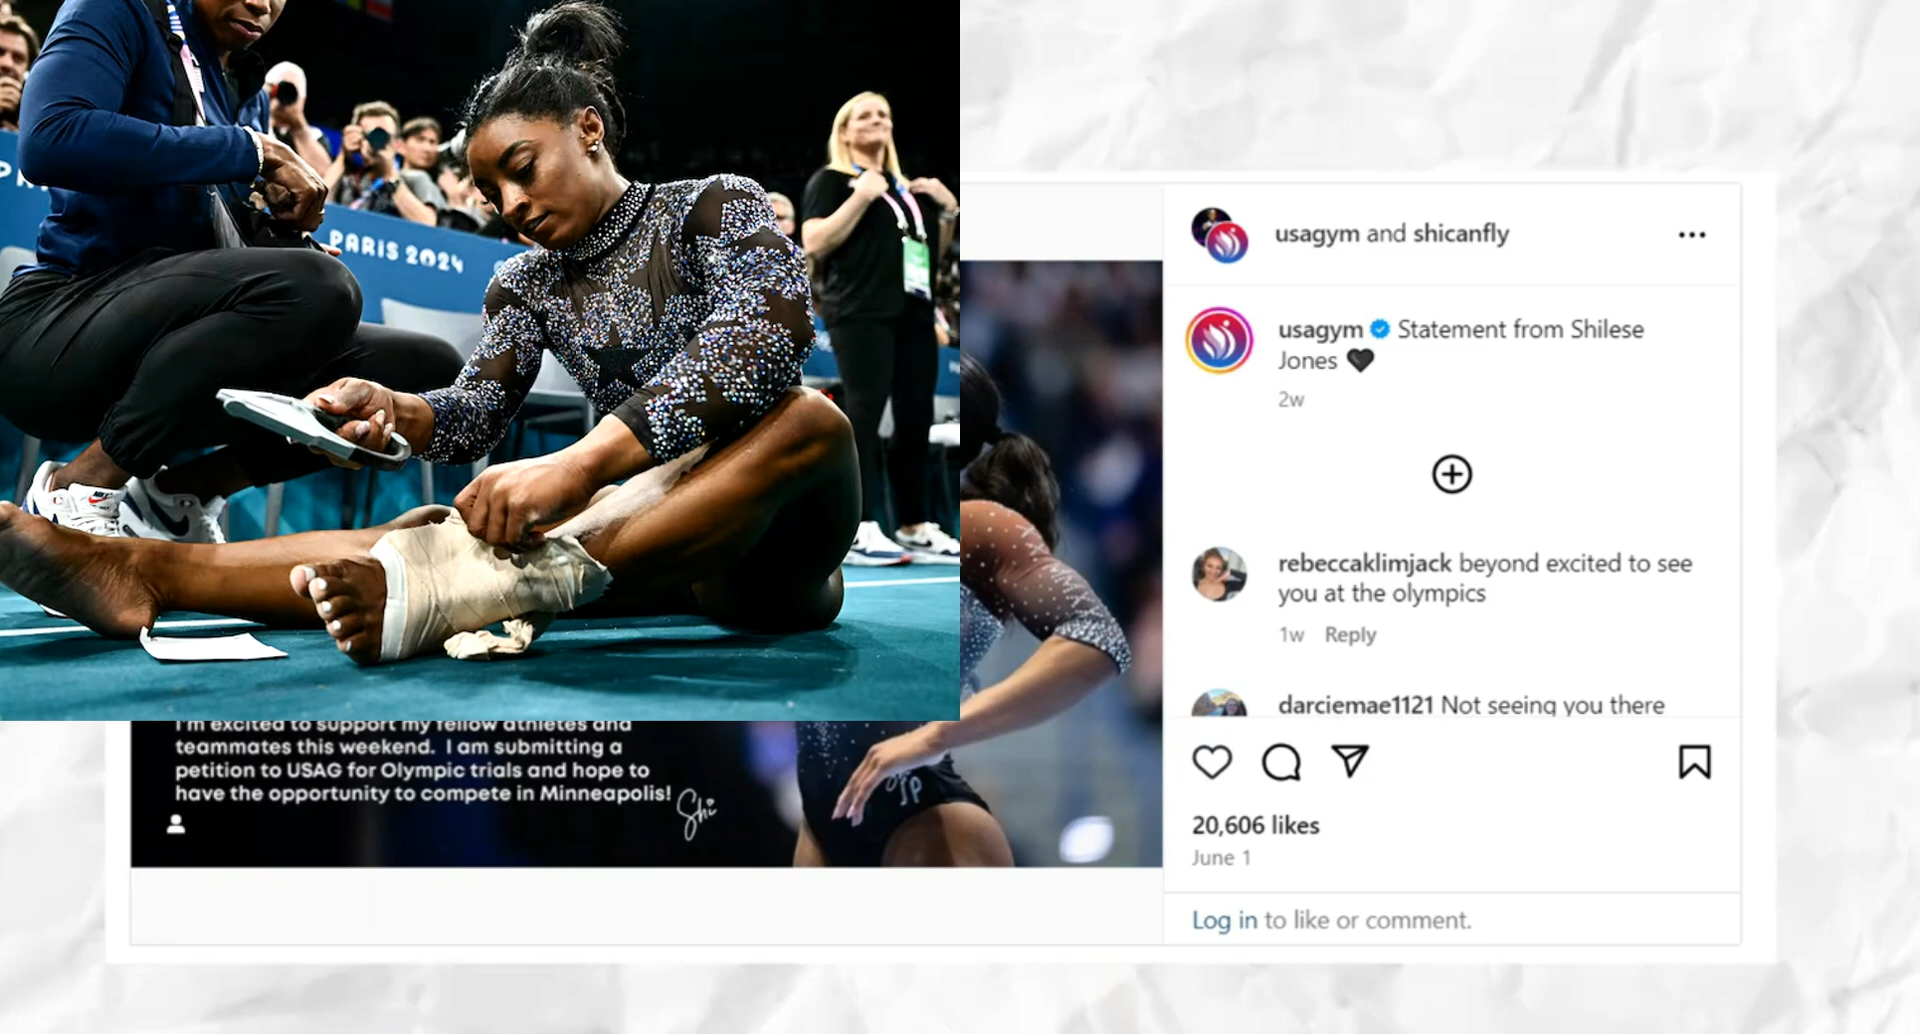 PARIS 2024
usagym and shicanfly
usagym Statement from Shilese
Jones 🖤
2w
rebeccaklimjack beyond excited to see
you at the olympics
1w Reply
darciemae1121 Not seeing you there
I'm excited to support my fellow athletes and
teammates this weekend. I am submitting a
petition to USAG for Olympic trials and hope to
have the opportunity to compete in Minneapolis!
Shi
20,606 likes
June 1
Log in to like or comment.